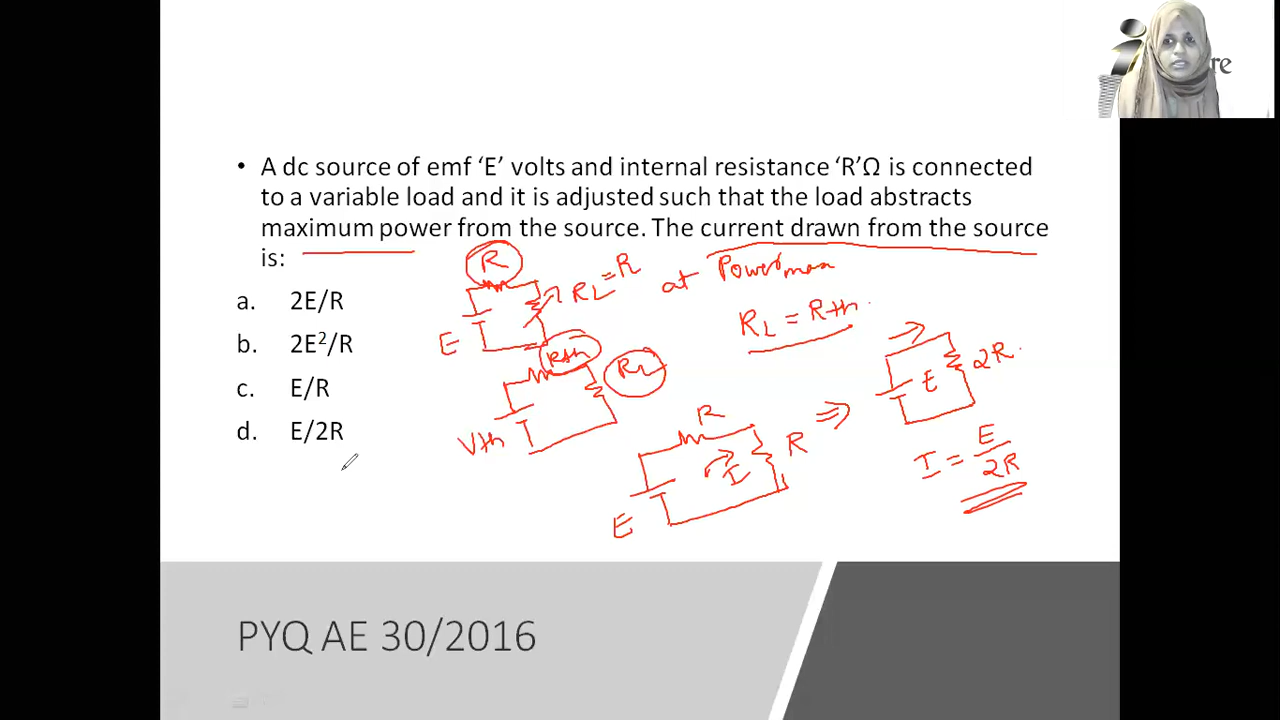 • A dc source of emf ‘E’ volts and internal resistance ‘R’Ω is connected
to a variable load and it is adjusted such that the load abstracts
maximum power from the source. The current drawn from the source
is:
R
RL = R
at Power max
E
RL = Rth.
a. 2E/R
b. 2E²/R
c. E/R
d. E/2R
Rth
RL
Vth
R
R
I
E
⇒
E
2R.
I = E/2R
PYQ AE 30/2016
re